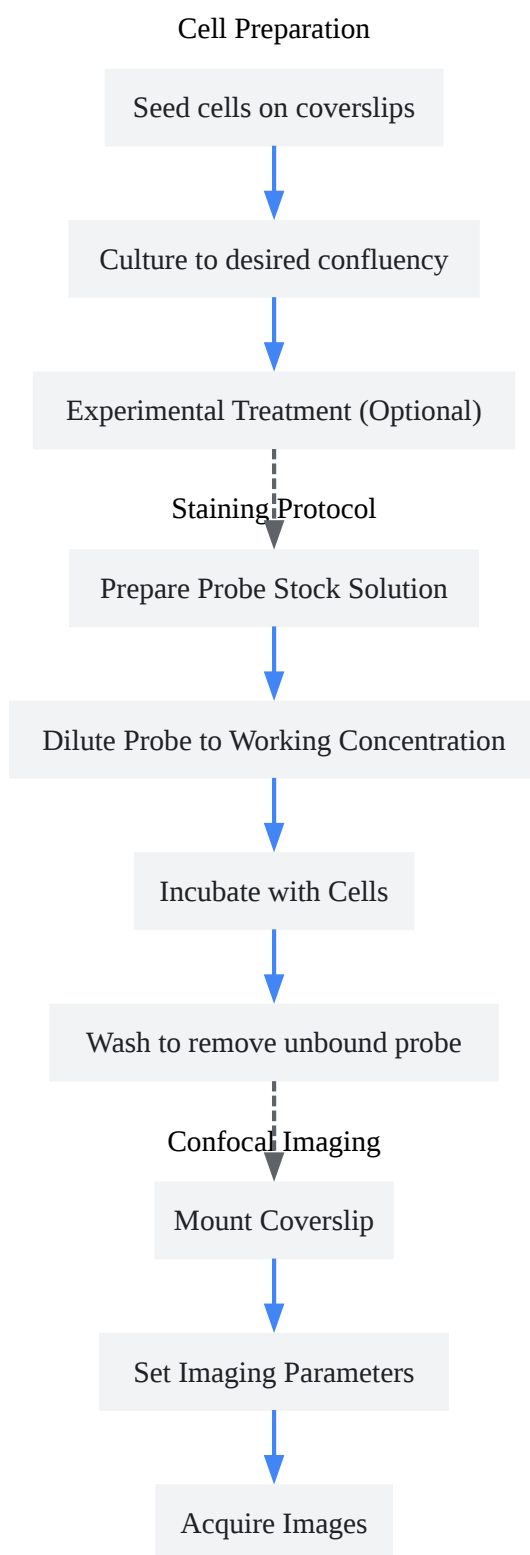 Cell Preparation
Seed cells on coverslips
Culture to desired confluency
Experimental Treatment (Optional)
Staining Protocol
Prepare Probe Stock Solution
Dilute Probe to Working Concentration
Incubate with Cells
Wash to remove unbound probe
Confocal Imaging
Mount Coverslip
Set Imaging Parameters
Acquire Images